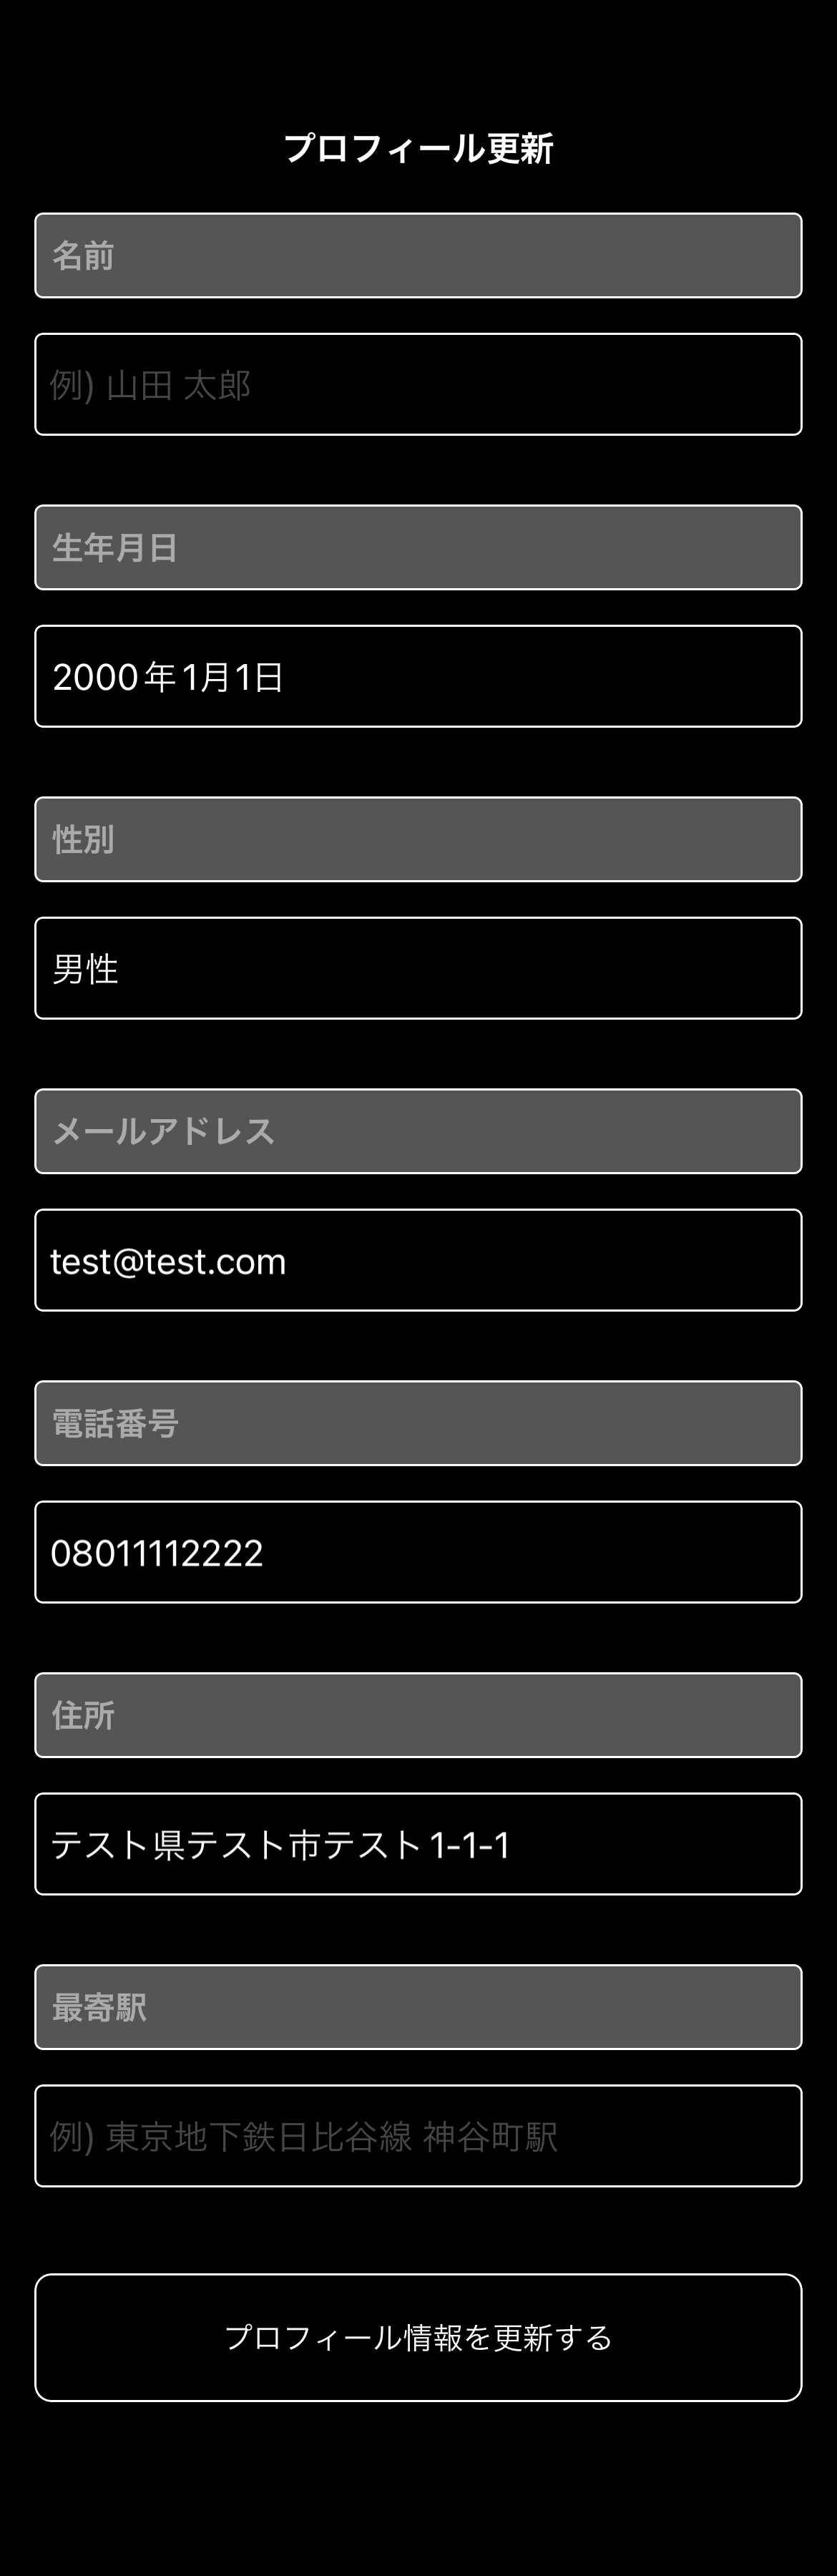 プロフィール更新
名前
例) 山田 太郎
生年月日
2000年1月1日
性別
男性
メールアドレス
test@test.com
電話番号
08011112222
住所
テスト県テスト市テスト1-1-1
最寄駅
例) 東京地下鉄日比谷線 神谷町駅
プロフィール情報を更新する